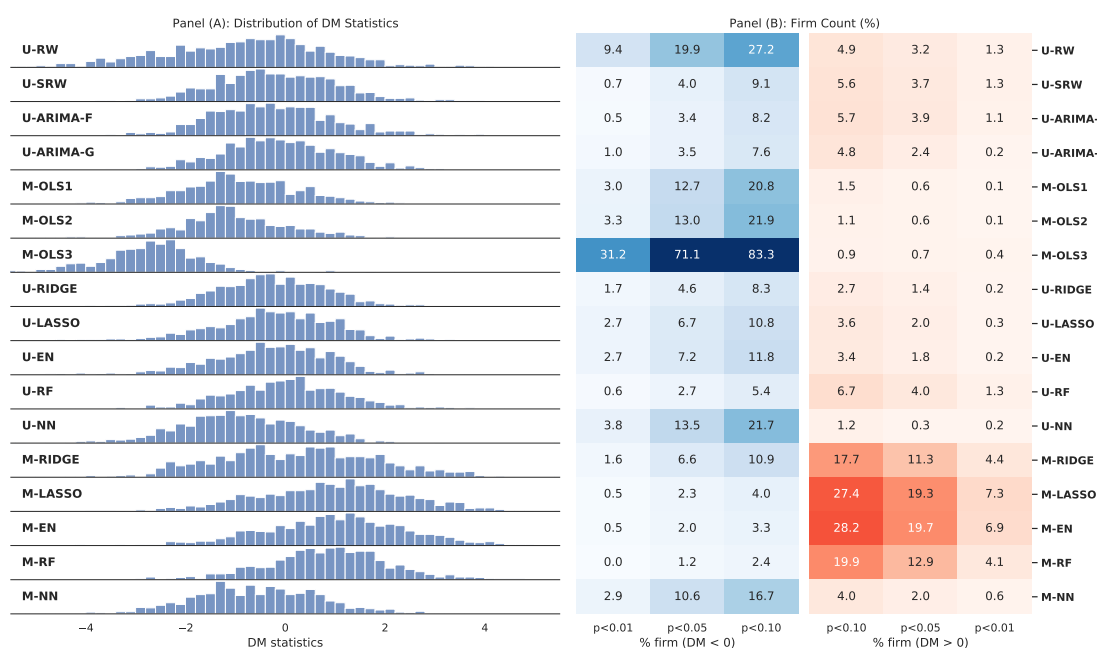 Panel (A): Distribution of DM Statistics
Panel (B): Firm Count (%)
U-RW 9.4 19.9 27.2 4.9 3.2 1.3 U-RW
U-SRW 0.7 4.0 9.1 5.6 3.7 1.3 U-SRW
U-ARIMA-F 0.5 3.4 8.2 5.7 3.9 1.1 U-ARIMA-
U-ARIMA-G 1.0 3.5 7.6 4.8 2.4 0.2 U-ARIMA-
M-OLS1 3.0 12.7 20.8 1.5 0.6 0.1 M-OLS1
M-OLS2 3.3 13.0 21.9 1.1 0.6 0.1 M-OLS2
M-OLS3 31.2 71.1 83.3 0.9 0.7 0.4 M-OLS3
U-RIDGE 1.7 4.6 8.3 2.7 1.4 0.2 U-RIDGE
U-LASSO 2.7 6.7 10.8 3.6 2.0 0.3 U-LASSO
U-EN 2.7 7.2 11.8 3.4 1.8 0.2 U-EN
U-RF 0.6 2.7 5.4 6.7 4.0 1.3 U-RF
U-NN 3.8 13.5 21.7 1.2 0.3 0.2 U-NN
M-RIDGE 1.6 6.6 10.9 17.7 11.3 4.4 M-RIDGE
M-LASSO 0.5 2.3 4.0 27.4 19.3 7.3 M-LASSO
M-EN 0.5 2.0 3.3 28.2 19.7 6.9 M-EN
M-RF 0.0 1.2 2.4 19.9 12.9 4.1 M-RF
M-NN 2.9 10.6 16.7 4.0 2.0 0.6 M-NN
−4 −2 0 2 4 p<0.01 p<0.05 p<0.10 p<0.10 p<0.05 p<0.01
DM statistics % firm (DM < 0) % firm (DM > 0)